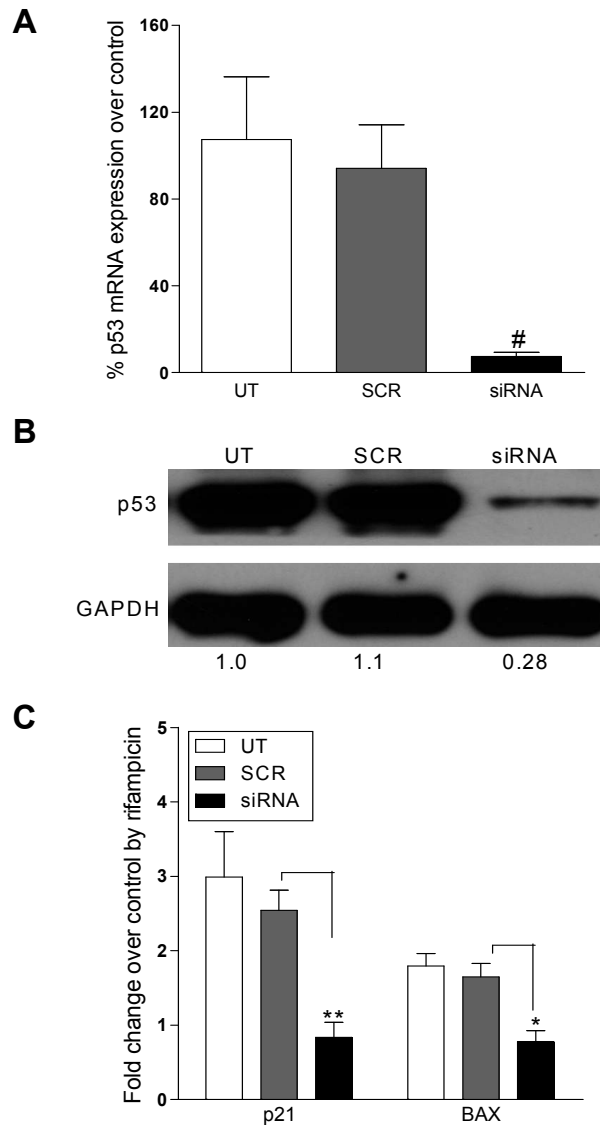 A
% p53 mRNA expression over control
160
120
80
40
0
#
UT SCR siRNA
B
UT SCR siRNA
p53
GAPDH
1.0 1.1 0.28
C
Fold change over control by rifampicin
5
4
3
2
1
0
UT
SCR
siRNA
**
*
p21 BAX